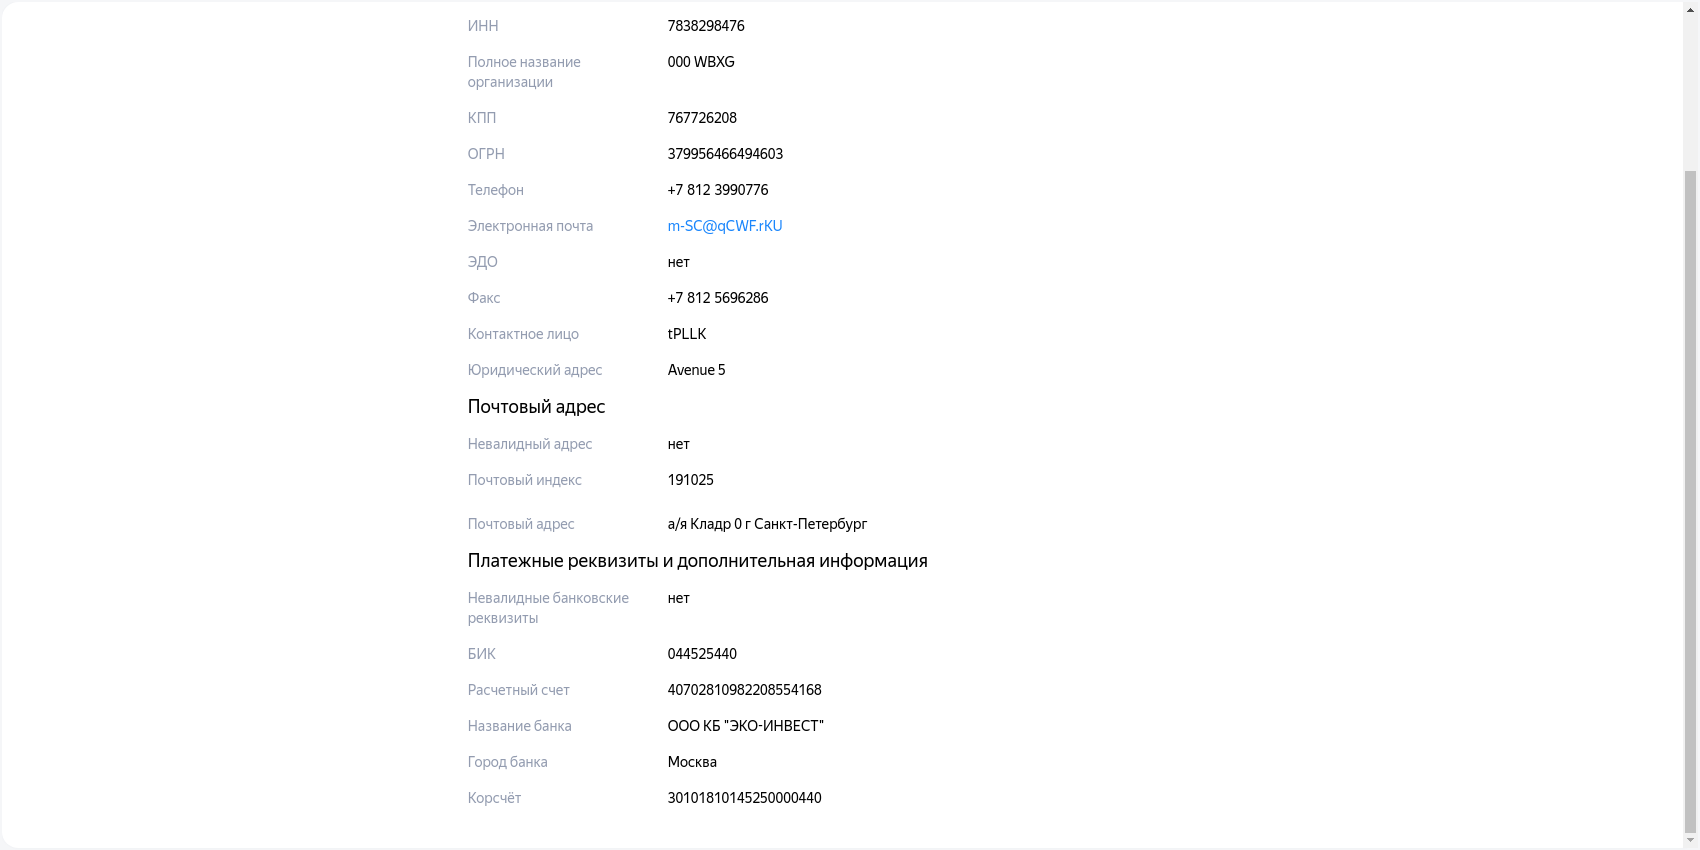 ИНН 7838298476
Полное название организации 000 WBXG
КПП 767726208
ОГРН 379956466494603
Телефон +7 812 3990776
Электронная почта m-SC@qCWF.rKU
ЭДО нет
Факс +7 812 5696286
Контактное лицо tPLLK
Юридический адрес Avenue 5
Почтовый адрес
Невалидный адрес нет
Почтовый индекс 191025
Почтовый адрес а/я Кладр 0 г Санкт-Петербург
Платежные реквизиты и дополнительная информация
Невалидные банковские реквизиты нет
БИК 044525440
Расчетный счет 40702810982208554168
Название банка ООО КБ "ЭКО-ИНВЕСТ"
Город банка Москва
Корсчёт 30101810145250000440